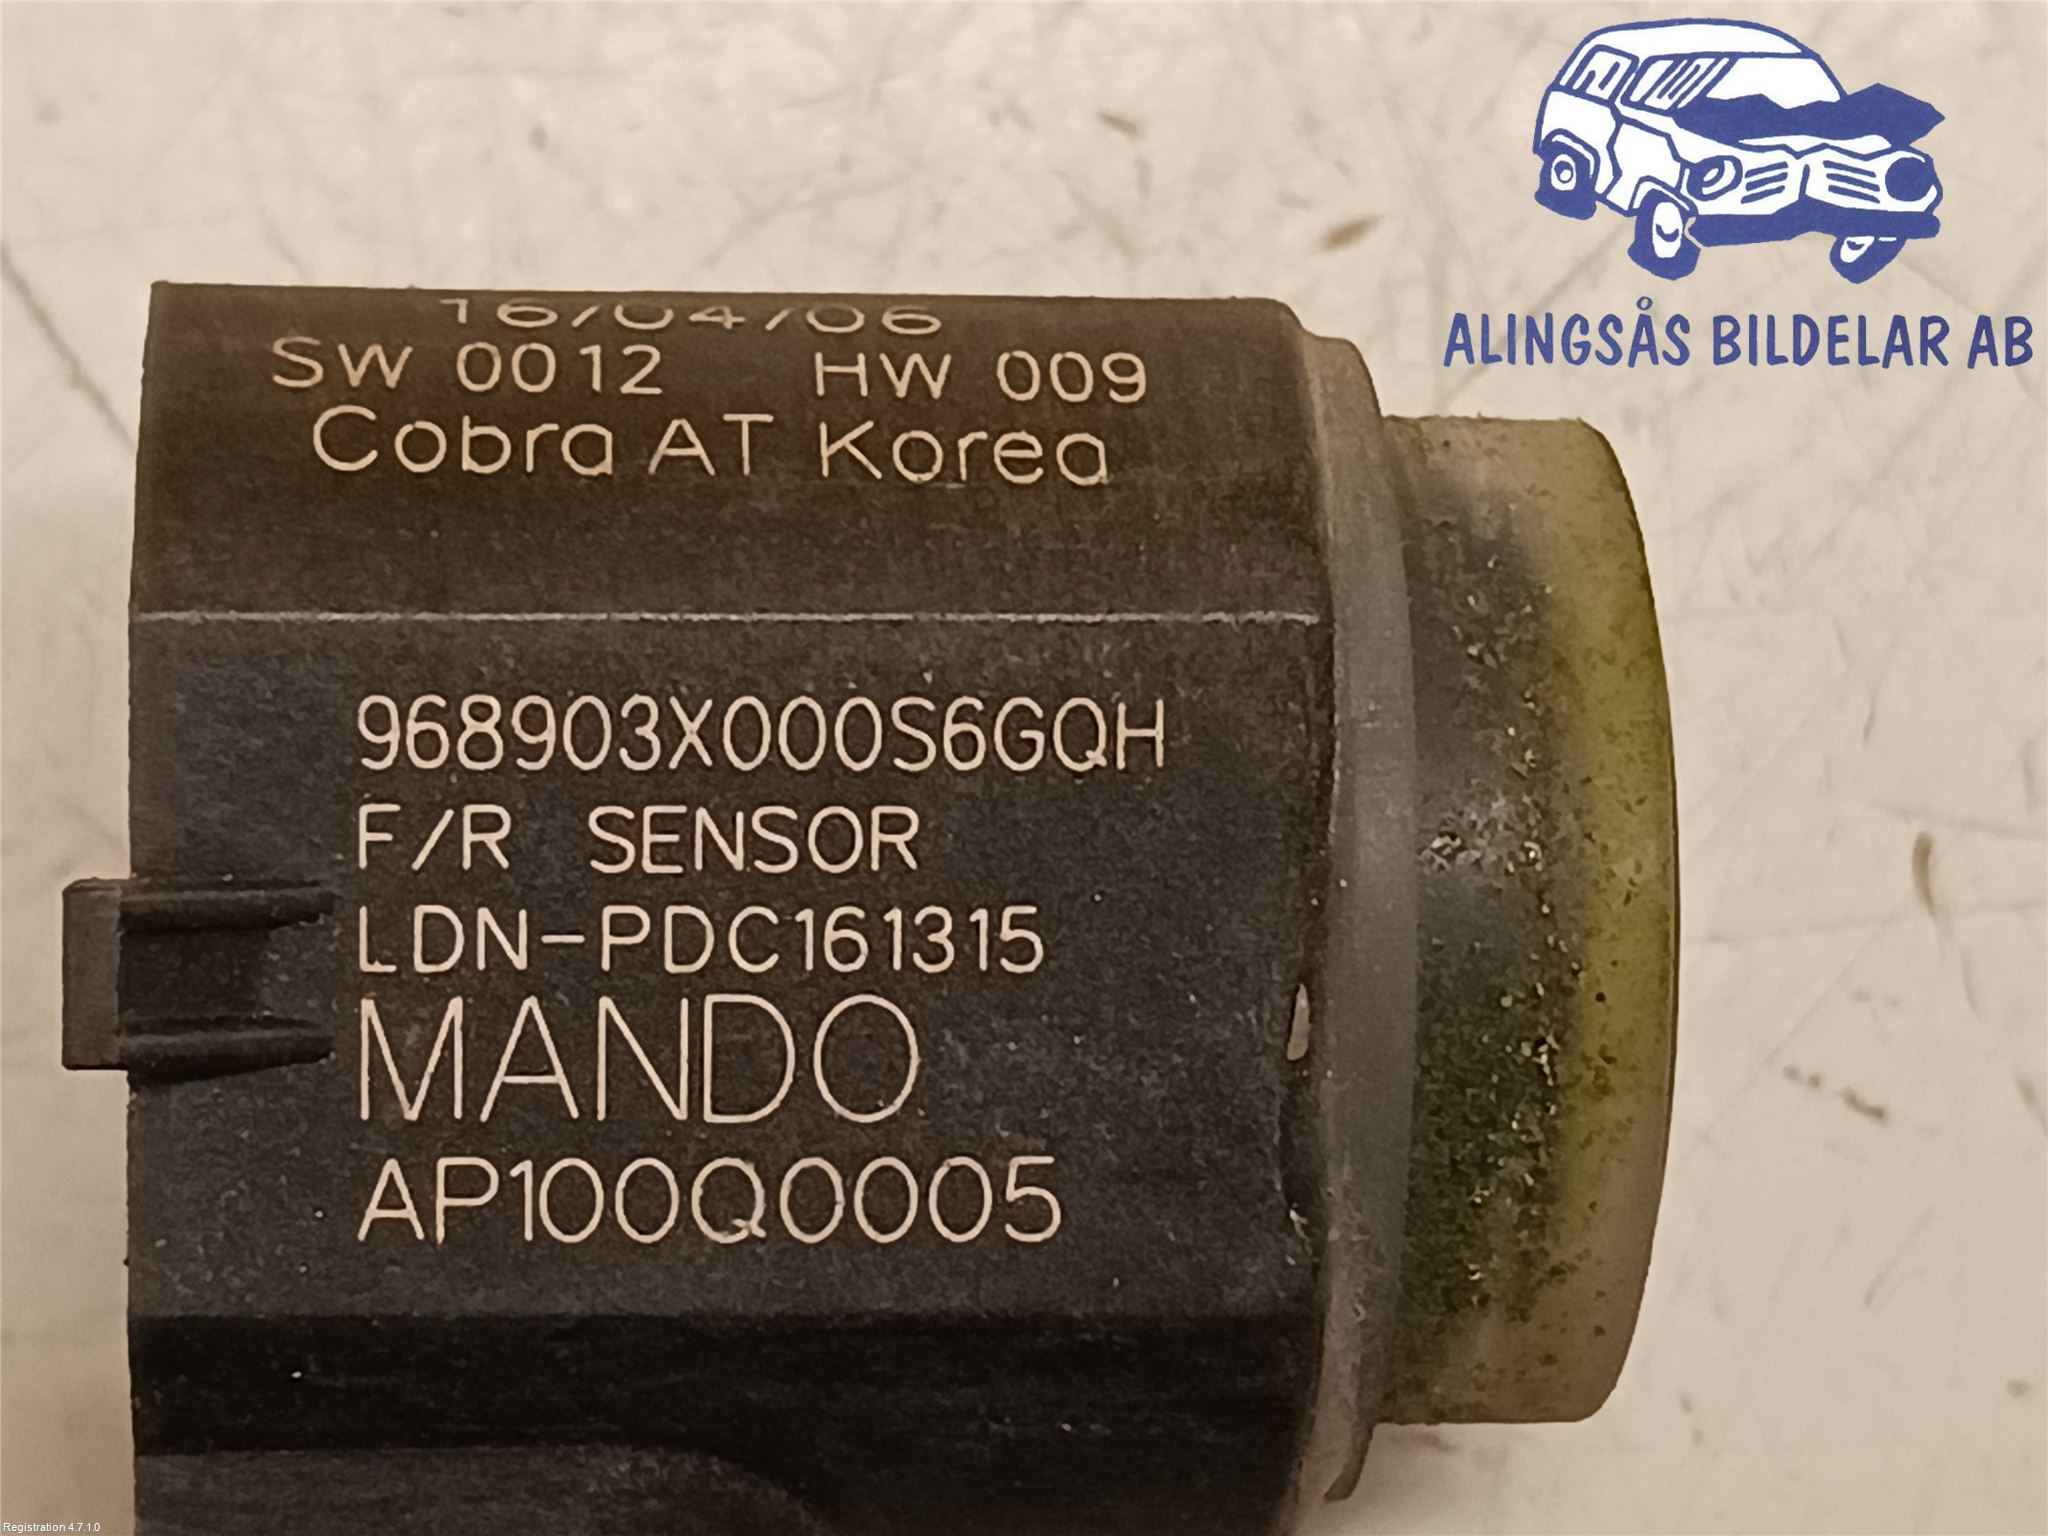 ALINGSÅS BILDELAR AB
16/04/06
SW 0012 HW 009
Cobra AT Korea
968903X000S6GQH
F/R SENSOR
LDN-PDC161315
MANDO
AP100Q0005
Registration 4.7.1.0